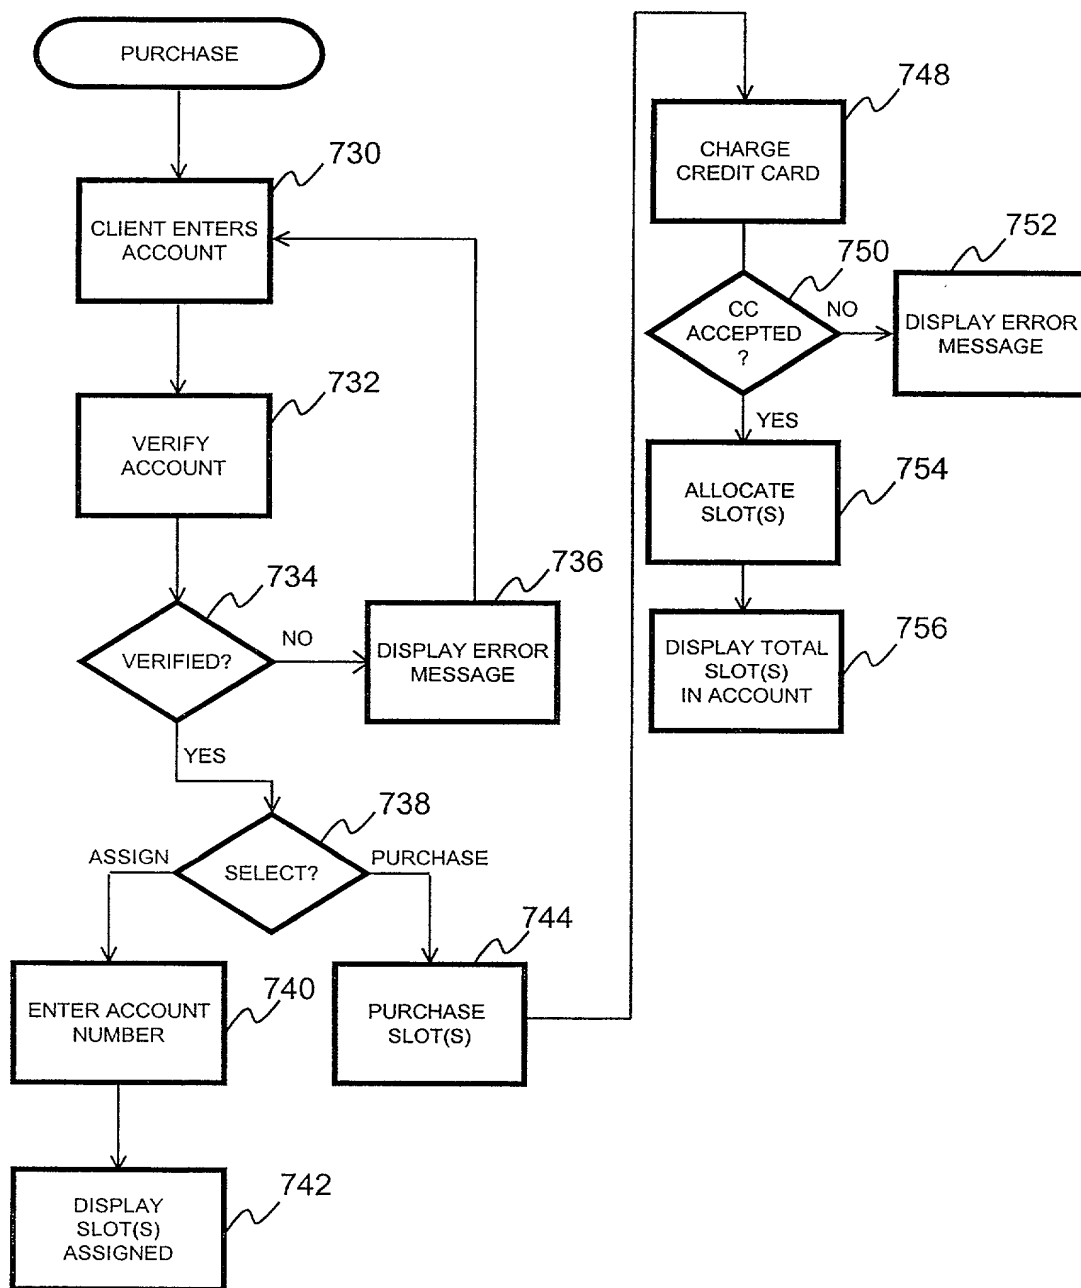 PURCHASE
730
CLIENT ENTERS
ACCOUNT
732
VERIFY
ACCOUNT
734
VERIFIED?
NO
736
DISPLAY ERROR
MESSAGE
YES
738
SELECT?
ASSIGN
PURCHASE
740
ENTER ACCOUNT
NUMBER
742
DISPLAY
SLOT(S)
ASSIGNED
744
PURCHASE
SLOT(S)
748
CHARGE
CREDIT CARD
750
CC
ACCEPTED
?
NO
752
DISPLAY ERROR
MESSAGE
YES
754
ALLOCATE
SLOT(S)
756
DISPLAY TOTAL
SLOT(S)
IN ACCOUNT